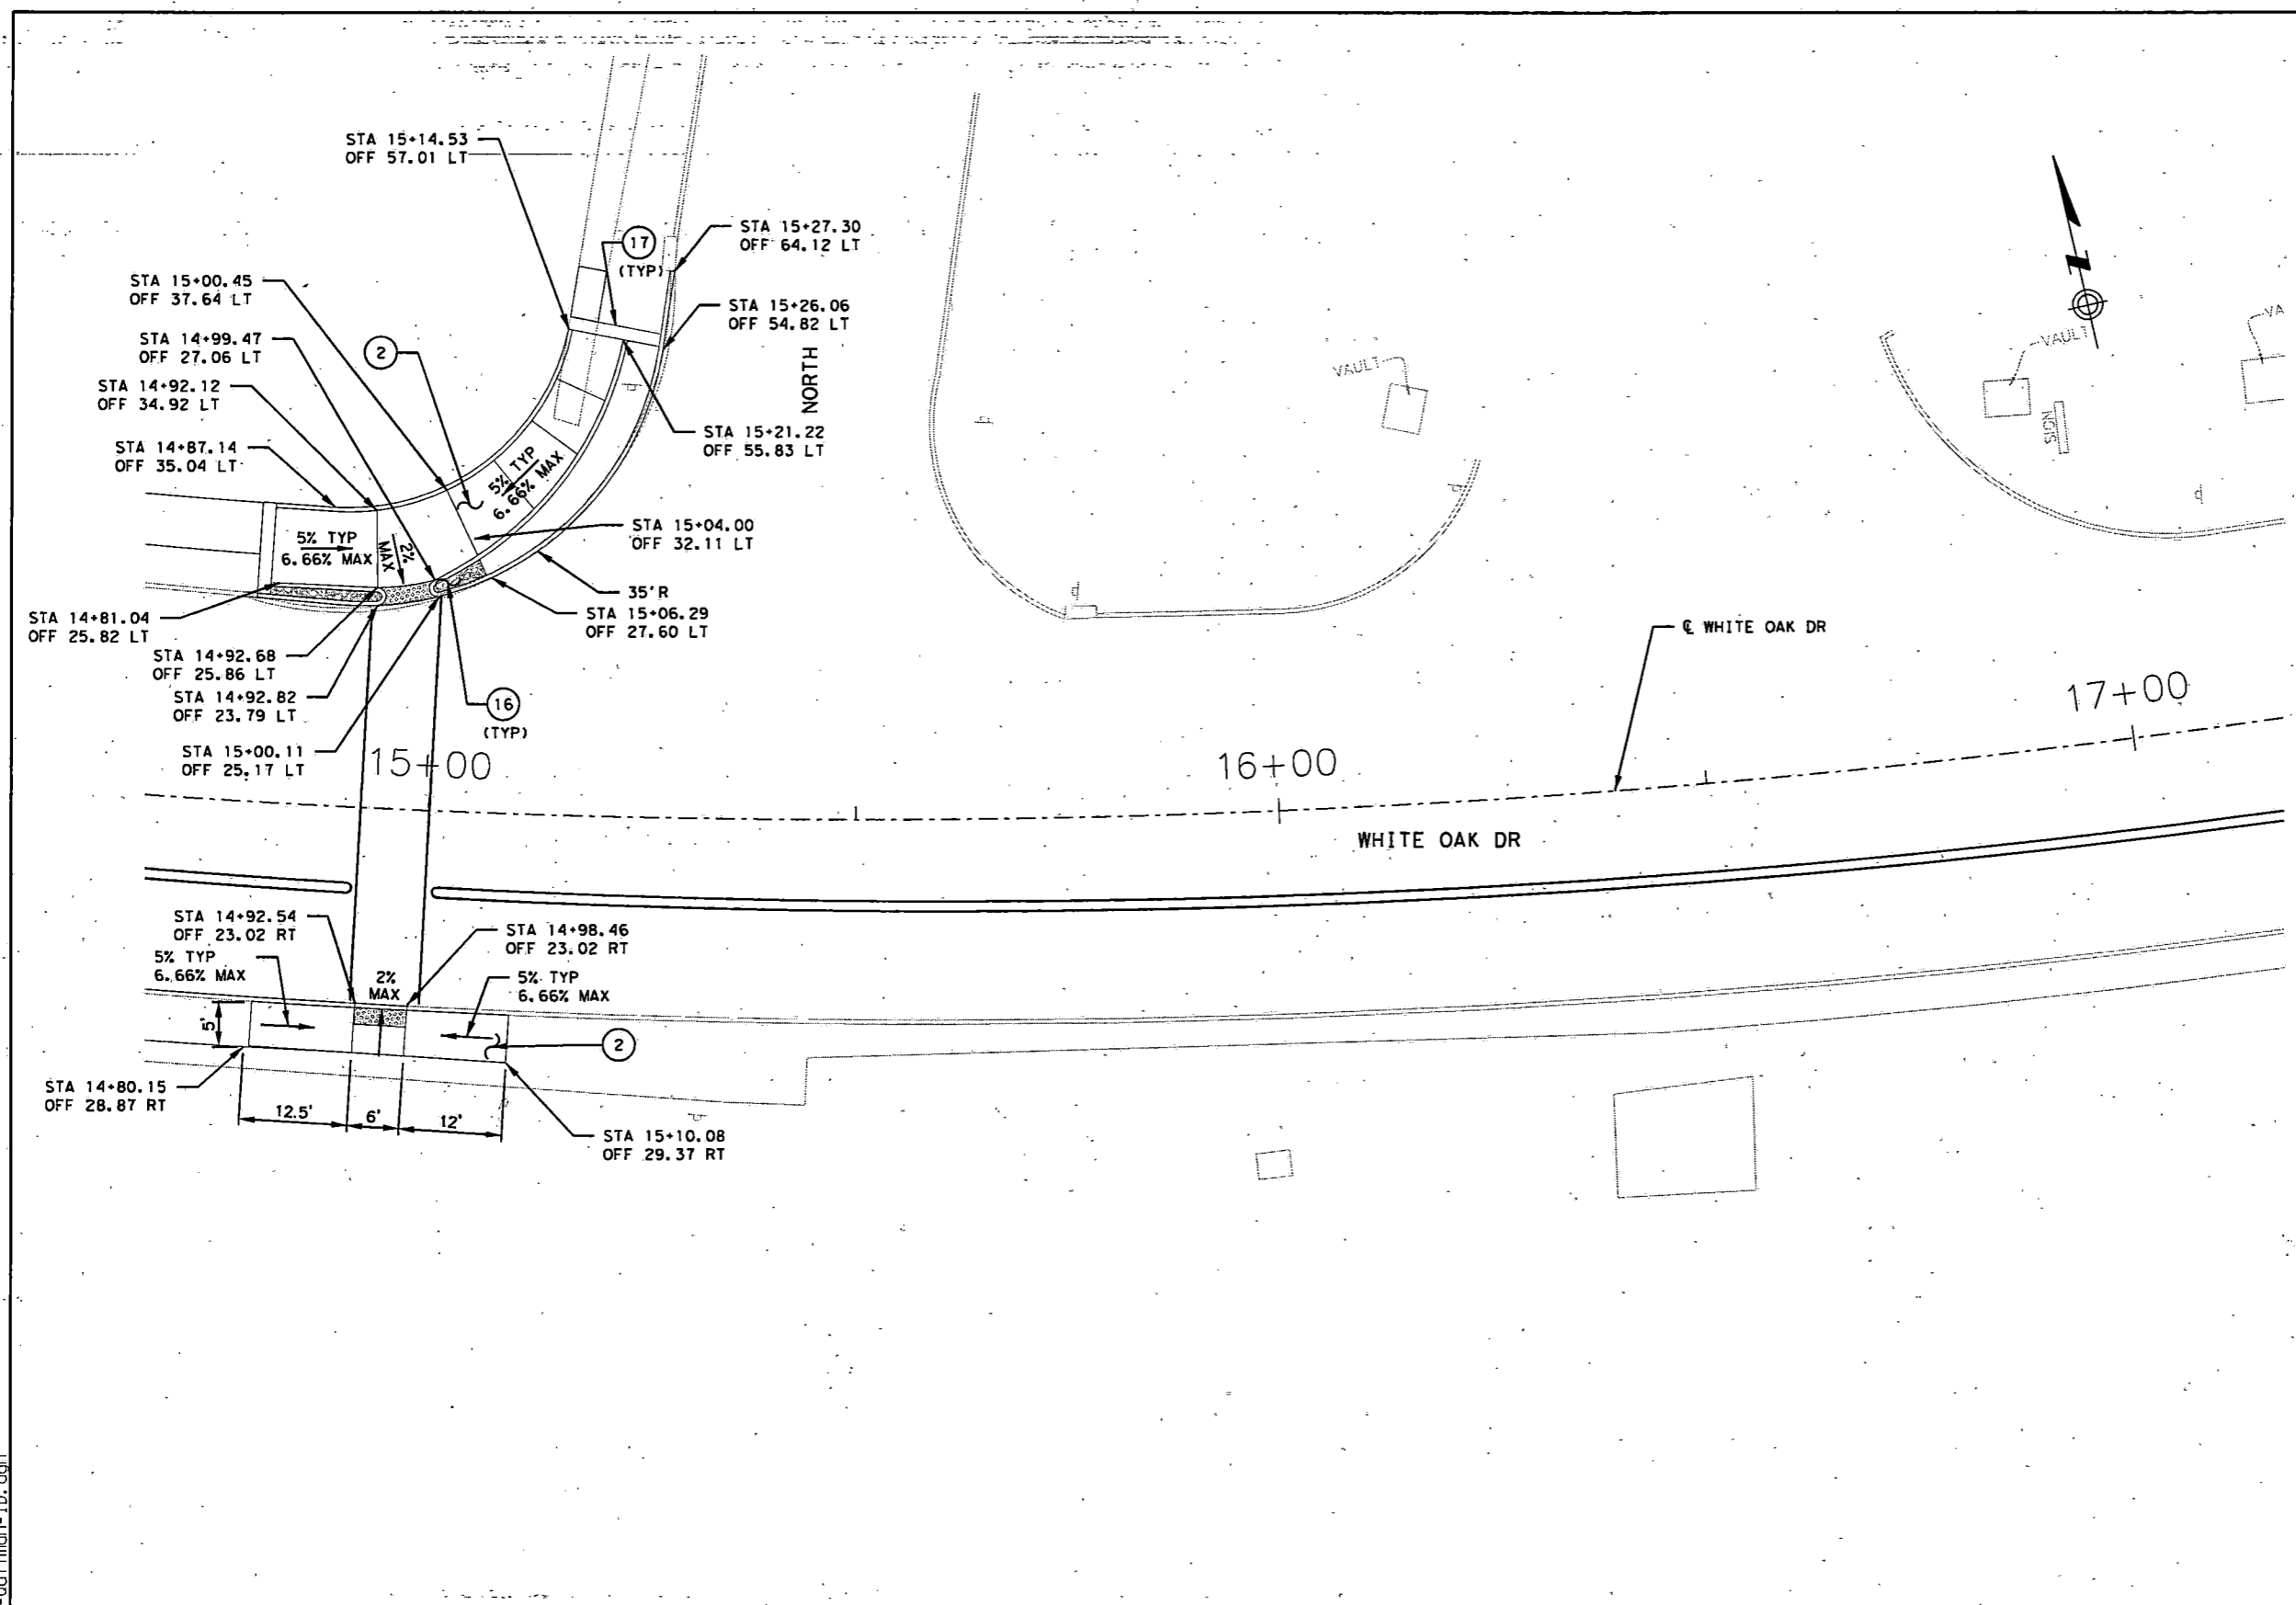 STA 15+14.53
OFF 57.01 LT
17
(TYP)
STA 15+27.30
OFF 64.12 LT
STA 15+00.45
OFF 37.64 LT
STA 15+26.06
OFF 54.82 LT
STA 14+99.47
OFF 27.06 LT
2
NORTH
STA 14+92.12
OFF 34.92 LT
STA 15+21.22
OFF 55.83 LT
STA 14+87.14
OFF 35.04 LT
5% TYP
6.66% MAX
VAULT
VAULT
VA
SIGN
5% TYP
6.66% MAX
2%
MAX
STA 15+04.00
OFF 32.11 LT
35'R
STA 15+06.29
OFF 27.60 LT
STA 14+81.04
OFF 25.82 LT
STA 14+92.68
OFF 25.86 LT
STA 14+92.82
OFF 23.79 LT
16
(TYP)
STA 15+00.11
OFF 25.17 LT
15+00
16+00
17+00
℄ WHITE OAK DR
WHITE OAK DR
STA 14+92.54
OFF 23.02 RT
STA 14+98.46
OFF 23.02 RT
5% TYP
6.66% MAX
2%
MAX
5% TYP
6.66% MAX
5'
2
STA 14+80.15
OFF 28.87 RT
12.5'
6'
12'
STA 15+10.08
OFF 29.37 RT